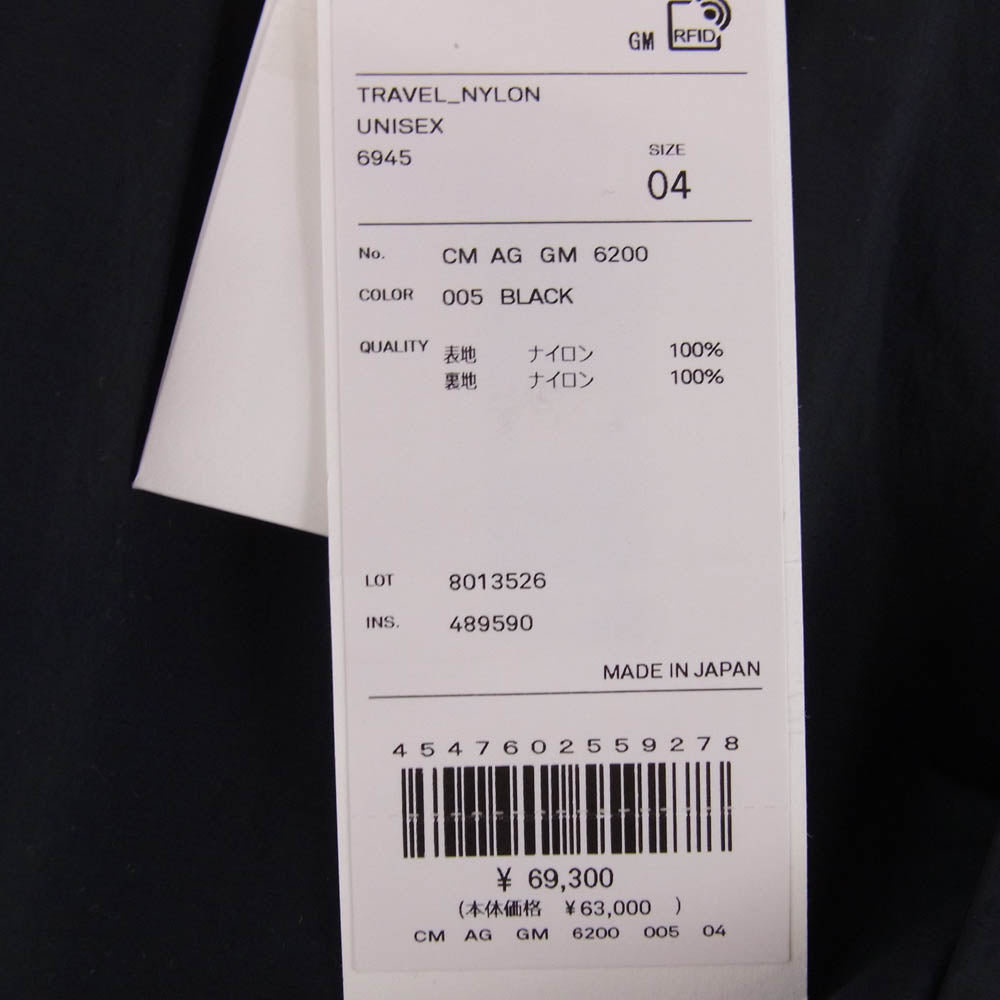 GM RFID
TRAVEL_NYLON
UNISEX
6945
SIZE
04
No. CM AG GM 6200
COLOR 005 BLACK
QUALITY 表地 ナイロン 100%
裏地 ナイロン 100%
LOT 8013526
INS. 489590
MADE IN JAPAN
4547602559278
¥ 69,300
(本体価格 ¥63,000 )
CM AG GM 6200 005 04